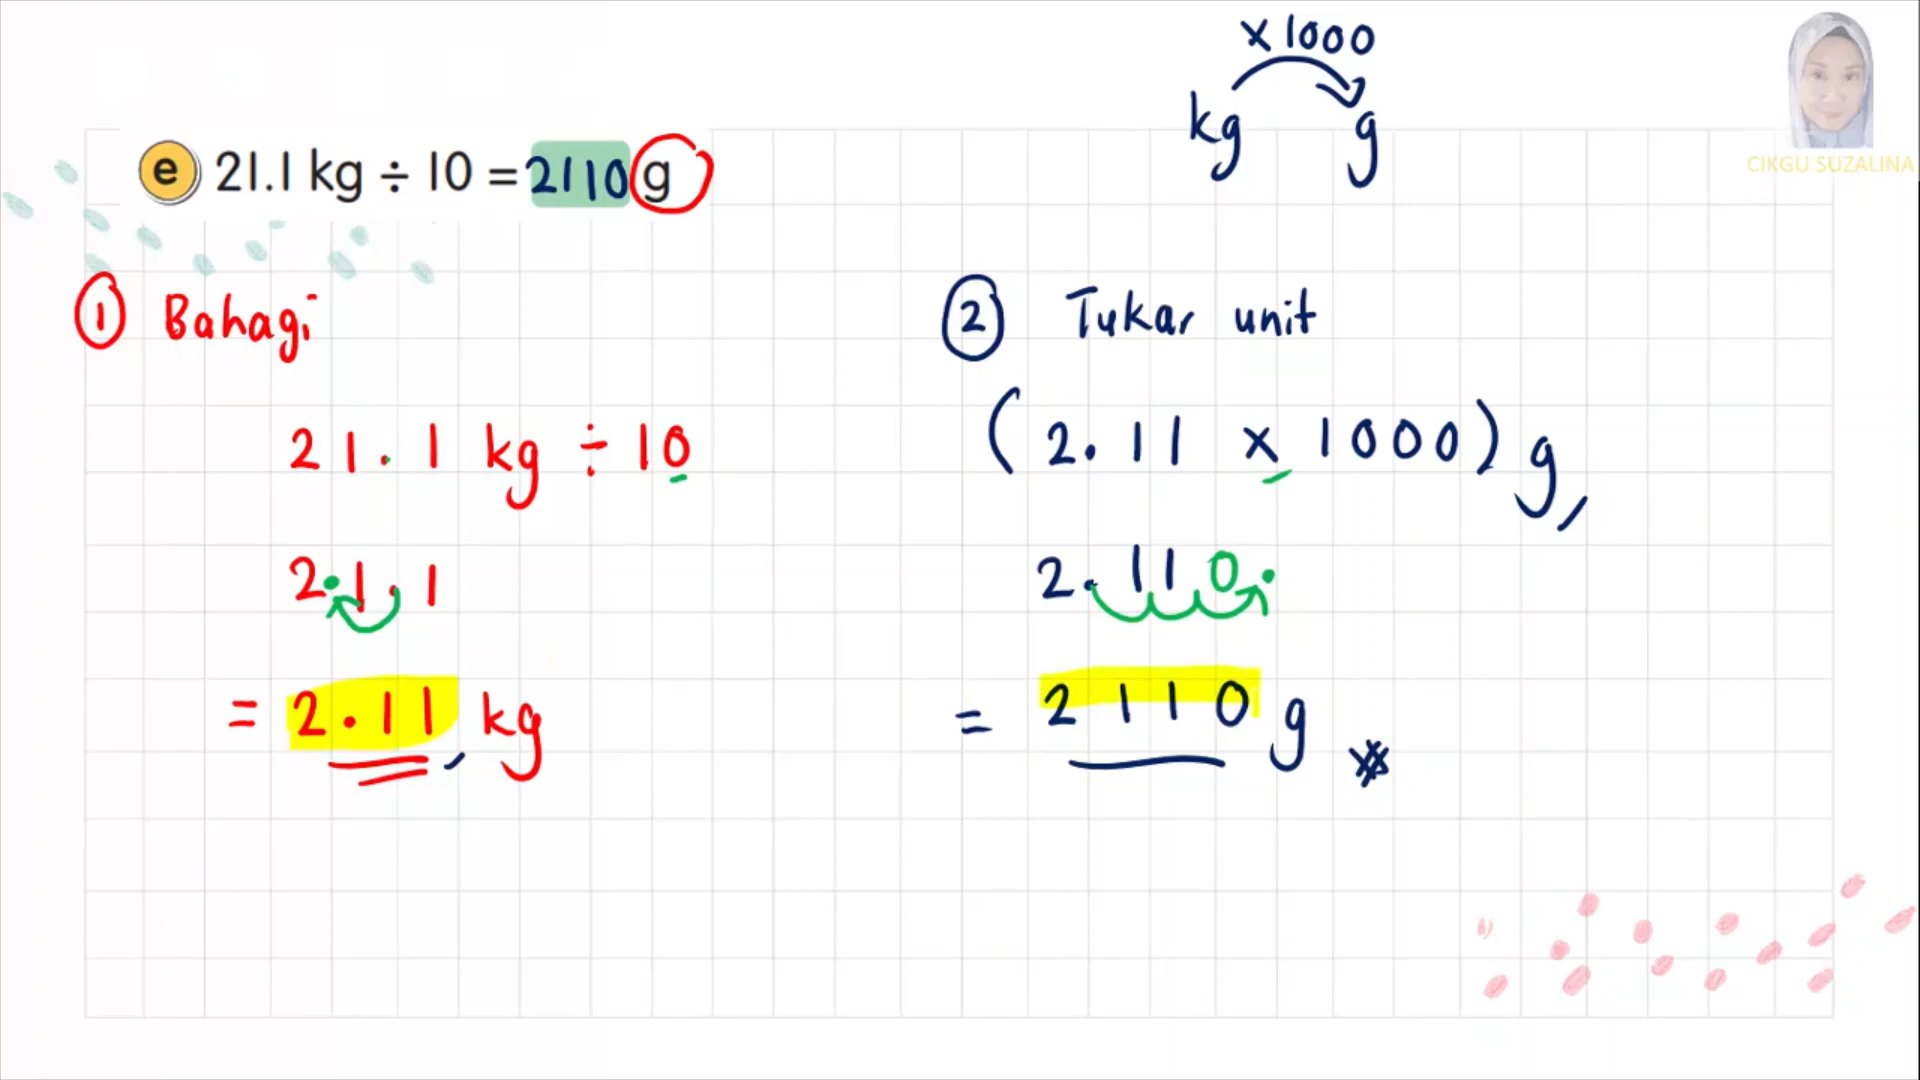 x1000
kg g
CIKGU SUZALINA
e 21.1 kg ÷ 10 = 2110 g
1 Bahagi
21.1 kg ÷ 10
2.1.1
= 2.11, kg
2 Tukar unit
(2.11 x 1000) g,
2.110.
= 2110 g